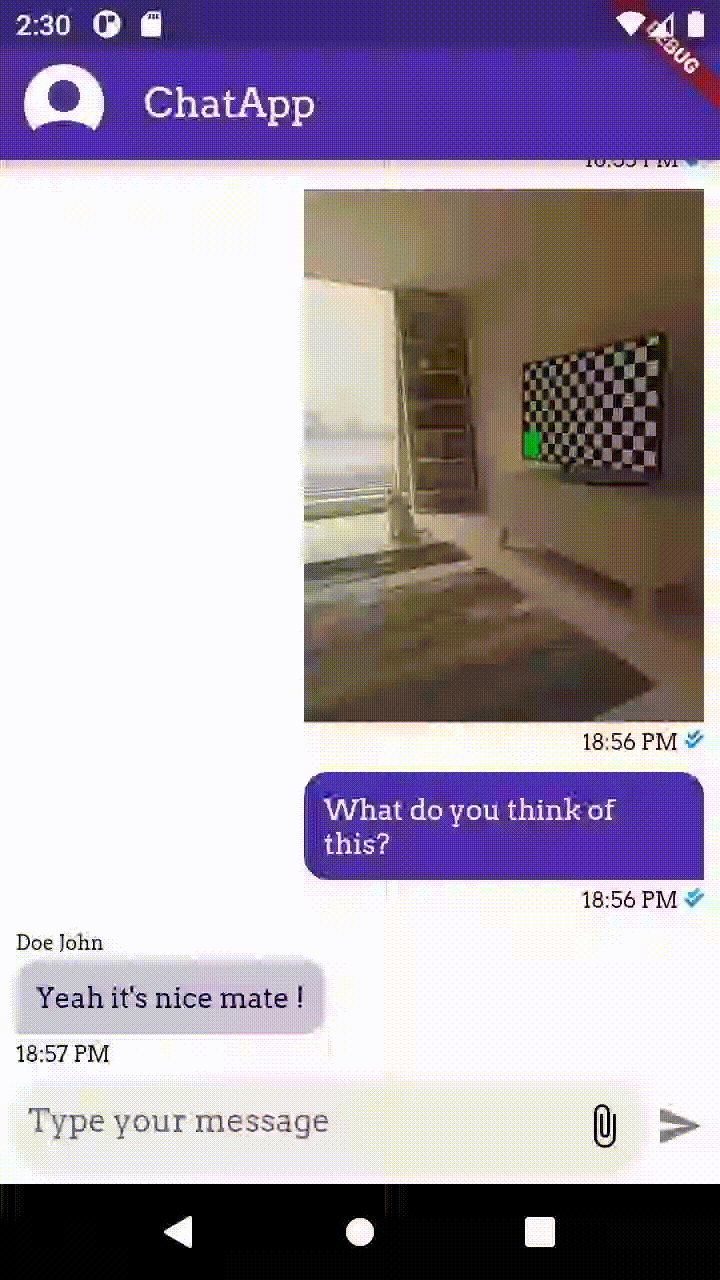 2:30
DEBUG
ChatApp
18:56 PM
What do you think of
this?
18:56 PM
Doe John
Yeah it's nice mate !
18:57 PM
Type your message